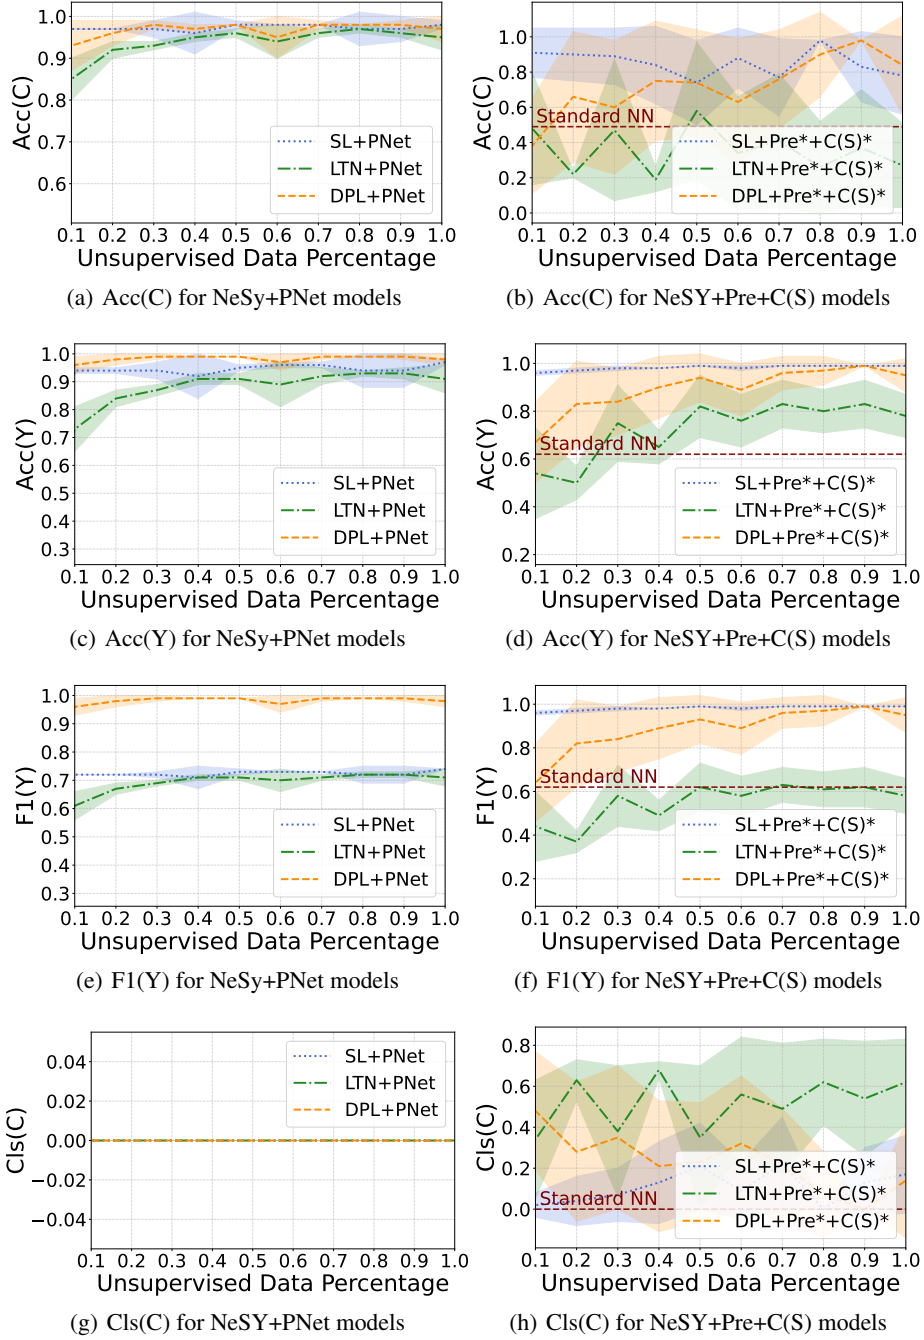 1.0
0.9
0.8
0.7
0.6
Acc(C)
SL+PNet
LTN+PNet
DPL+PNet
0.1 0.2 0.3 0.4 0.5 0.6 0.7 0.8 0.9 1.0
Unsupervised Data Percentage
(a) Acc(C) for NeSy+PNet models
1.0
0.8
0.6
0.4
0.2
0.0
Acc(C)
Standard NN
SL+Pre*+C(S)*
LTN+Pre*+C(S)*
DPL+Pre*+C(S)*
0.1 0.2 0.3 0.4 0.5 0.6 0.7 0.8 0.9 1.0
Unsupervised Data Percentage
(b) Acc(C) for NeSY+Pre+C(S) models
1.0
0.9
0.8
0.7
0.6
0.5
0.4
0.3
Acc(Y)
SL+PNet
LTN+PNet
DPL+PNet
0.1 0.2 0.3 0.4 0.5 0.6 0.7 0.8 0.9 1.0
Unsupervised Data Percentage
(c) Acc(Y) for NeSy+PNet models
1.0
0.8
0.6
0.4
0.2
Acc(Y)
Standard NN
SL+Pre*+C(S)*
LTN+Pre*+C(S)*
DPL+Pre*+C(S)*
0.1 0.2 0.3 0.4 0.5 0.6 0.7 0.8 0.9 1.0
Unsupervised Data Percentage
(d) Acc(Y) for NeSY+Pre+C(S) models
1.0
0.9
0.8
0.7
0.6
0.5
0.4
0.3
F1(Y)
SL+PNet
LTN+PNet
DPL+PNet
0.1 0.2 0.3 0.4 0.5 0.6 0.7 0.8 0.9 1.0
Unsupervised Data Percentage
(e) F1(Y) for NeSy+PNet models
1.0
0.8
0.6
0.4
0.2
F1(Y)
Standard NN
SL+Pre*+C(S)*
LTN+Pre*+C(S)*
DPL+Pre*+C(S)*
0.1 0.2 0.3 0.4 0.5 0.6 0.7 0.8 0.9 1.0
Unsupervised Data Percentage
(f) F1(Y) for NeSY+Pre+C(S) models
0.04
0.02
0.00
−0.02
−0.04
Cls(C)
SL+PNet
LTN+PNet
DPL+PNet
0.1 0.2 0.3 0.4 0.5 0.6 0.7 0.8 0.9 1.0
Unsupervised Data Percentage
(g) Cls(C) for NeSY+PNet models
0.8
0.6
0.4
0.2
0.0
Cls(C)
Standard NN
SL+Pre*+C(S)*
LTN+Pre*+C(S)*
DPL+Pre*+C(S)*
0.1 0.2 0.3 0.4 0.5 0.6 0.7 0.8 0.9 1.0
Unsupervised Data Percentage
(h) Cls(C) for NeSY+Pre+C(S) models